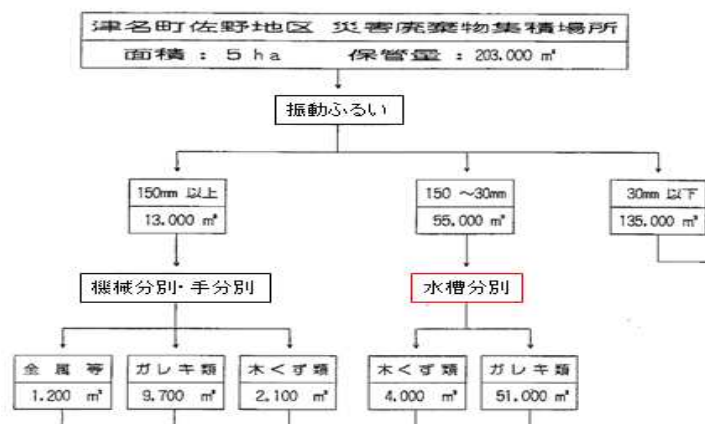 津名町佐野地区 災害廃棄物集積場所
面積：5ha 保管量：203.000 m³
振動ふるい
150mm 以上
13.000 m³
150 ～30mm
55.000 m³
30mm 以下
135.000 m³
機械分別・手分別
水槽分別
金属等
1.200 m³
ガレキ類
9.700 m³
木くず類
2.100 m³
木くず類
4.000 m³
ガレキ類
51.000 m³